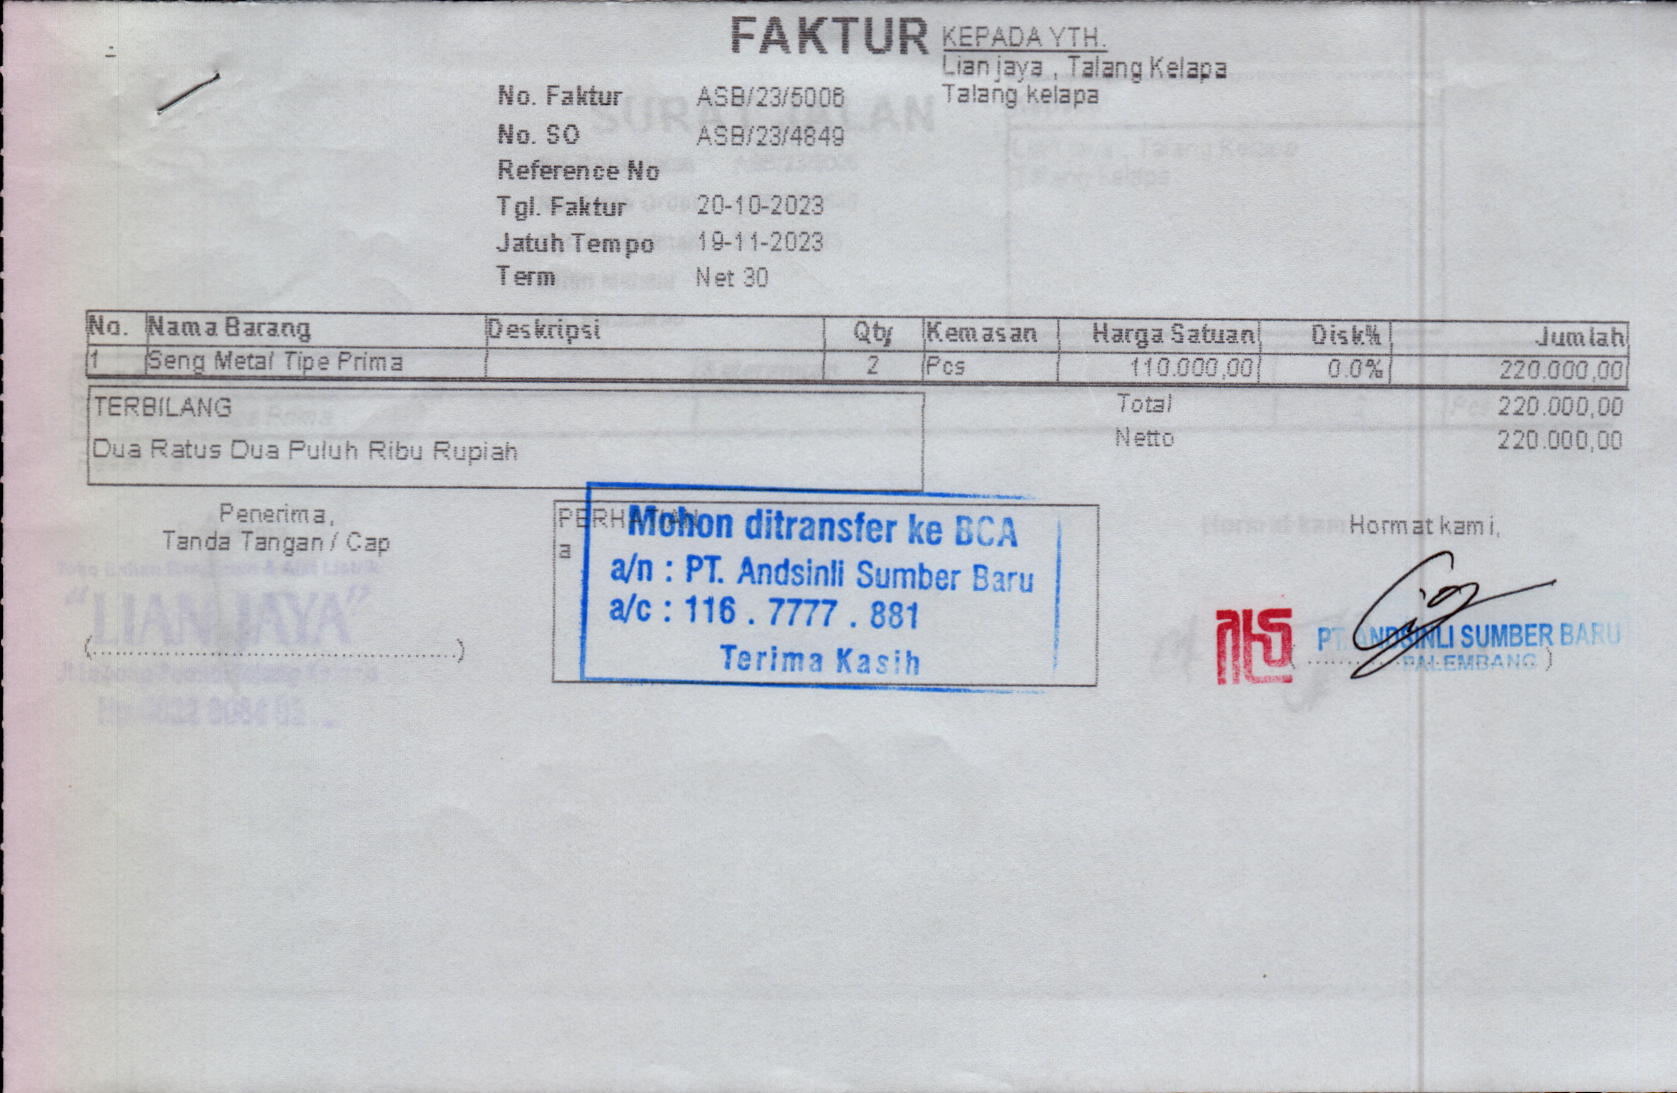 FAKTUR
KEPADA YTH.
Lian jaya , Talang Kelapa
Talang kelapa
No. Faktur ASB/23/5006
No. SO ASB/23/4849
Reference No
Tgl. Faktur 20-10-2023
Jatuh Tempo 19-11-2023
Term Net 30
SURAT JALAN
No. Nama Barang Deskripsi Qty Kemasan Harga Satuan Disk% Jumlah
1 Seng Metal Tipe Prima 2 Pcs 110.000,00 0.0% 220.000,00
TERBILANG
Dua Ratus Dua Puluh Ribu Rupiah
Total 220.000,00
Netto 220.000,00
Penerima,
Tanda Tangan / Cap
"LIAN JAYA"
(..........)
PERHATIAN
a
Mohon ditransfer ke BCA
a/n : PT. Andsinli Sumber Baru
a/c : 116 . 7777 . 881
Terima Kasih
Hormat kami,
PT. ANDSINLI SUMBER BARU
PALEMBANG